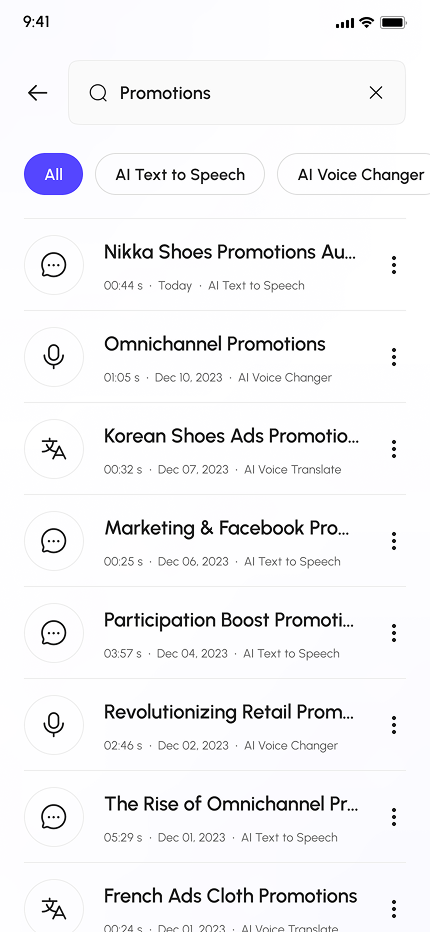 9:41
Promotions
All
AI Text to Speech
AI Voice Changer
Nikka Shoes Promotions Au...
00:44 s · Today · AI Text to Speech
Omnichannel Promotions
01:05 s · Dec 10, 2023 · AI Voice Changer
Korean Shoes Ads Promotio...
00:32 s · Dec 07, 2023 · AI Voice Translate
Marketing & Facebook Pro...
00:25 s · Dec 06, 2023 · AI Text to Speech
Participation Boost Promoti...
03:57 s · Dec 04, 2023 · AI Text to Speech
Revolutionizing Retail Prom...
02:46 s · Dec 02, 2023 · AI Voice Changer
The Rise of Omnichannel Pr...
05:29 s · Dec 01, 2023 · AI Text to Speech
French Ads Cloth Promotions
00:24 s · Dec 01, 2023 · AI Voice Translate